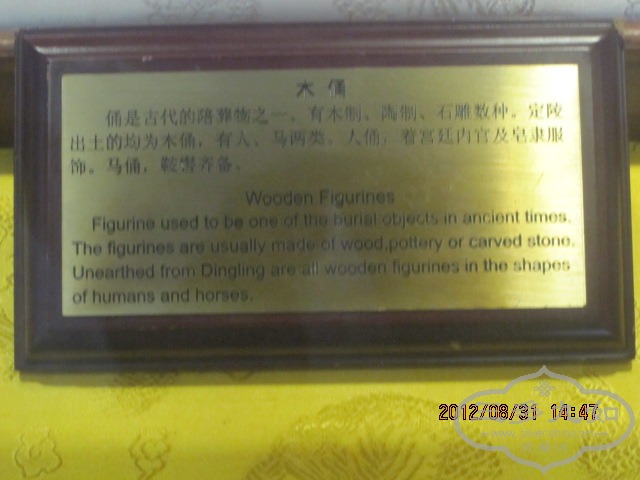 木俑
俑是古代的陪葬物之一、有木制、陶制、石雕数种。定陵
出土的均为木俑，有人、马两类。人俑，着宫廷内官及皂隶服
饰。马俑，鞍辔齐备。
Wooden Figurines
Figurine used to be one of the burial objects in ancient times.
The figurines are usually made of wood,pottery or carved stone.
Unearthed from Dingling are all wooden figurines in the shapes
of humans and horses.
2012/08/31 14:47